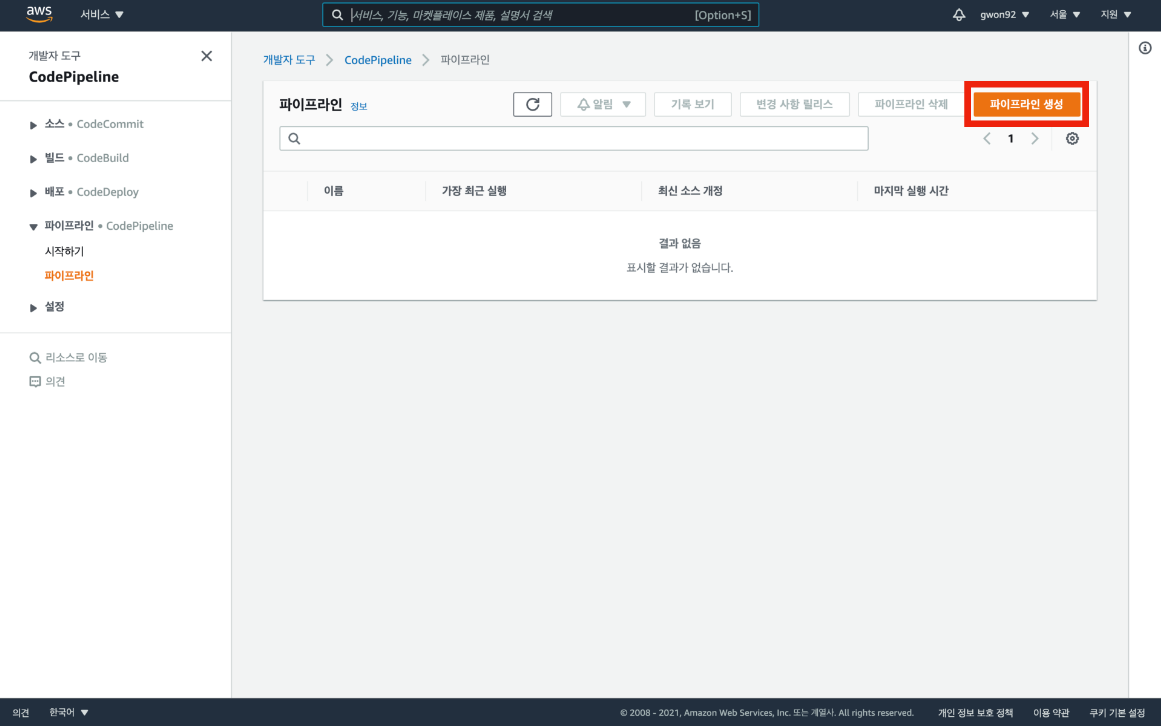 aws
서비스
서비스, 기능, 마켓플레이스 제품, 설명서 검색 [Option+S]
gwon92
서울
지원
개발자 도구
CodePipeline
소스 • CodeCommit
빌드 • CodeBuild
배포 • CodeDeploy
파이프라인 • CodePipeline
시작하기
파이프라인
설정
리소스로 이동
의견
개발자 도구 > CodePipeline > 파이프라인
파이프라인 정보
알림
기록 보기
변경 사항 릴리스
파이프라인 삭제
파이프라인 생성
1
이름 가장 최근 실행 최신 소스 개정 마지막 실행 시간
결과 없음
표시할 결과가 없습니다.
의견 한국어 © 2008 - 2021, Amazon Web Services, Inc. 또는 계열사. All rights reserved. 개인 정보 보호 정책 이용 약관 쿠키 기본 설정